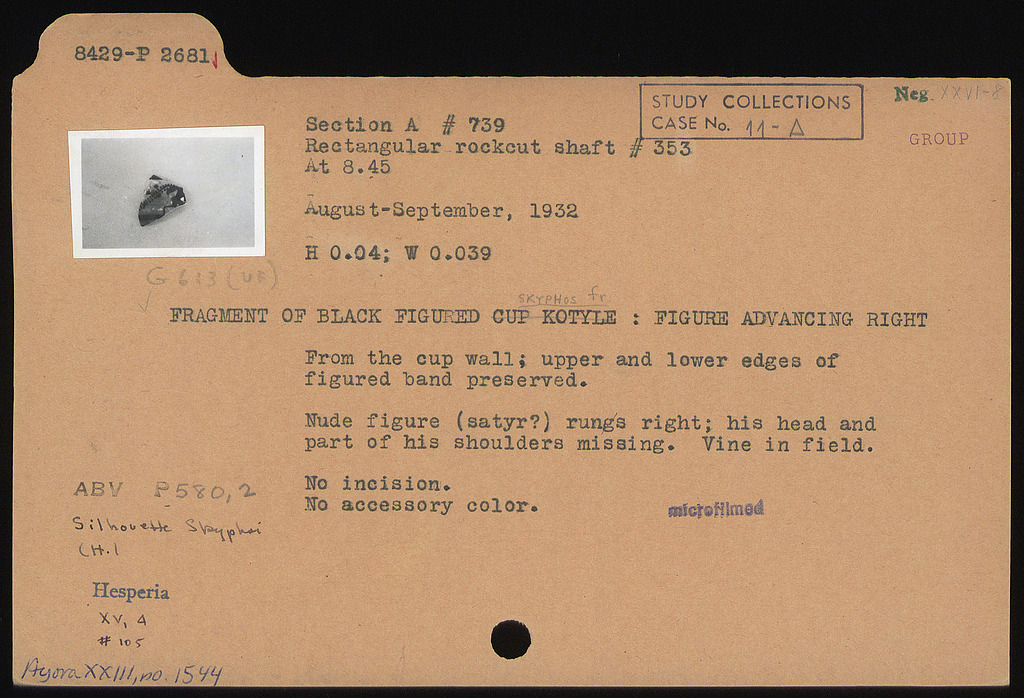 8429-P 2681
STUDY COLLECTIONS
CASE No. 11-A
Neg. XXVI-8
GROUP
Section A # 739
Rectangular rockcut shaft # 353
At 8.45
August-September, 1932
H 0.04; W 0.039
G 6 13 (UF)
SKYPHOS fr
FRAGMENT OF BLACK FIGURED CUP KOTYLE : FIGURE ADVANCING RIGHT
From the cup wall; upper and lower edges of
figured band preserved.
Nude figure (satyr?) rungs right; his head and
part of his shoulders missing. Vine in field.
No incision.
No accessory color.
microfilmed
ABV P580,2
Silhouette Skyphoi
(H.)
Hesperia
XV, 4
# 105
Agora XXIII, no. 1544